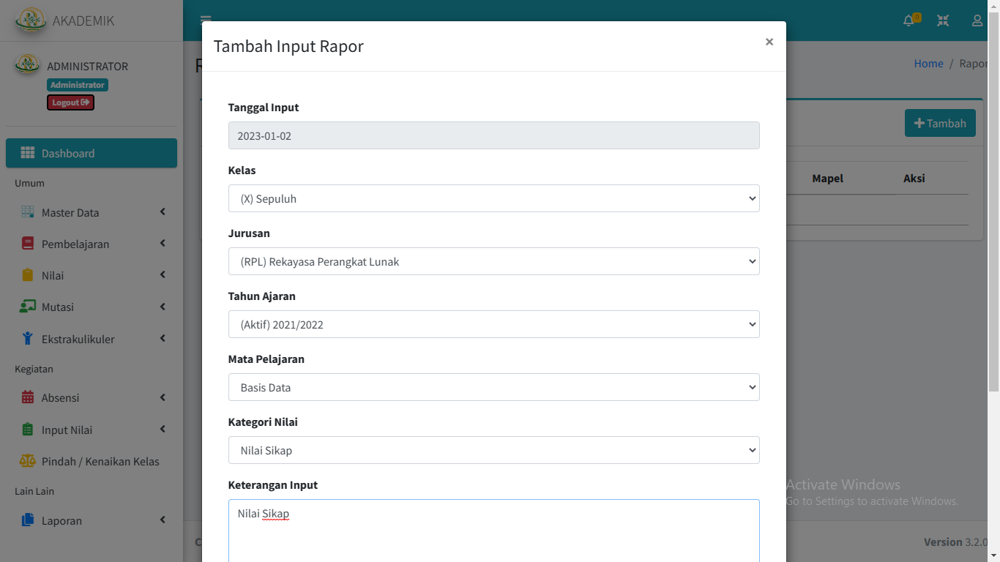 AKADEMIK
0
ADMINISTRATOR
Administrator
Logout
Dashboard
Umum
Master Data
Pembelajaran
Nilai
Mutasi
Ekstrakulikuler
Kegiatan
Absensi
Input Nilai
Pindah / Kenaikan Kelas
Lain Lain
Laporan
Home / Rapor
Tambah
Mapel Aksi
Tambah Input Rapor
×
Tanggal Input
2023-01-02
Kelas
(X) Sepuluh
Jurusan
(RPL) Rekayasa Perangkat Lunak
Tahun Ajaran
(Aktif) 2021/2022
Mata Pelajaran
Basis Data
Kategori Nilai
Nilai Sikap
Keterangan Input
Nilai Sikap
Activate Windows
Go to Settings to activate Windows.
Version 3.2.0